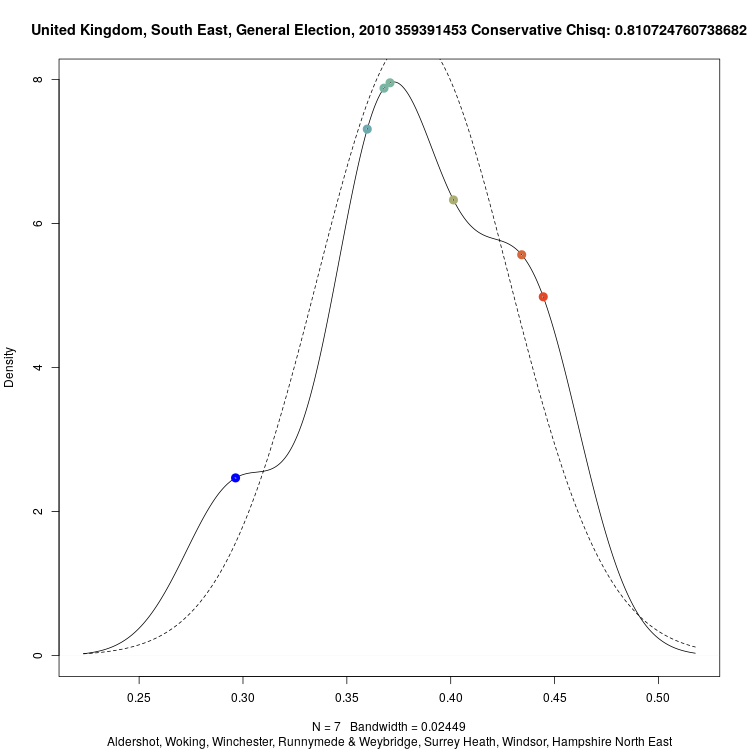 United Kingdom, South East, General Election, 2010 359391453 Conservative Chisq: 0.810724760738682
Density
8
6
4
2
0
0.25 0.30 0.35 0.40 0.45 0.50
N = 7 Bandwidth = 0.02449
Aldershot, Woking, Winchester, Runnymede & Weybridge, Surrey Heath, Windsor, Hampshire North East